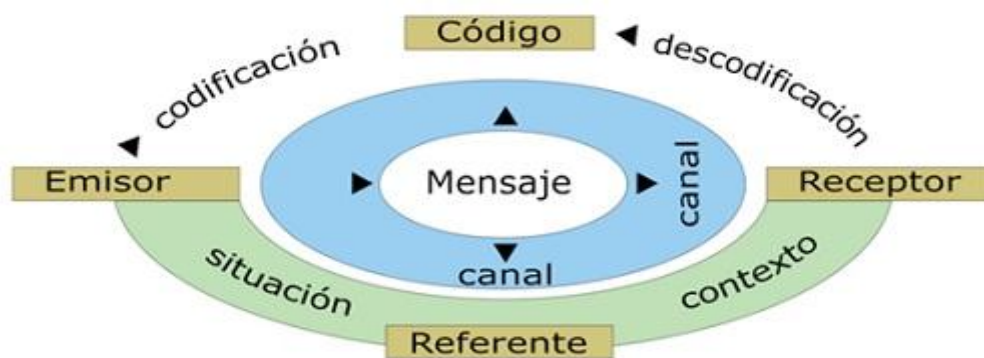 Código
codificación
descodificación
Emisor
Mensaje
canal
Receptor
situación
canal
contexto
Referente